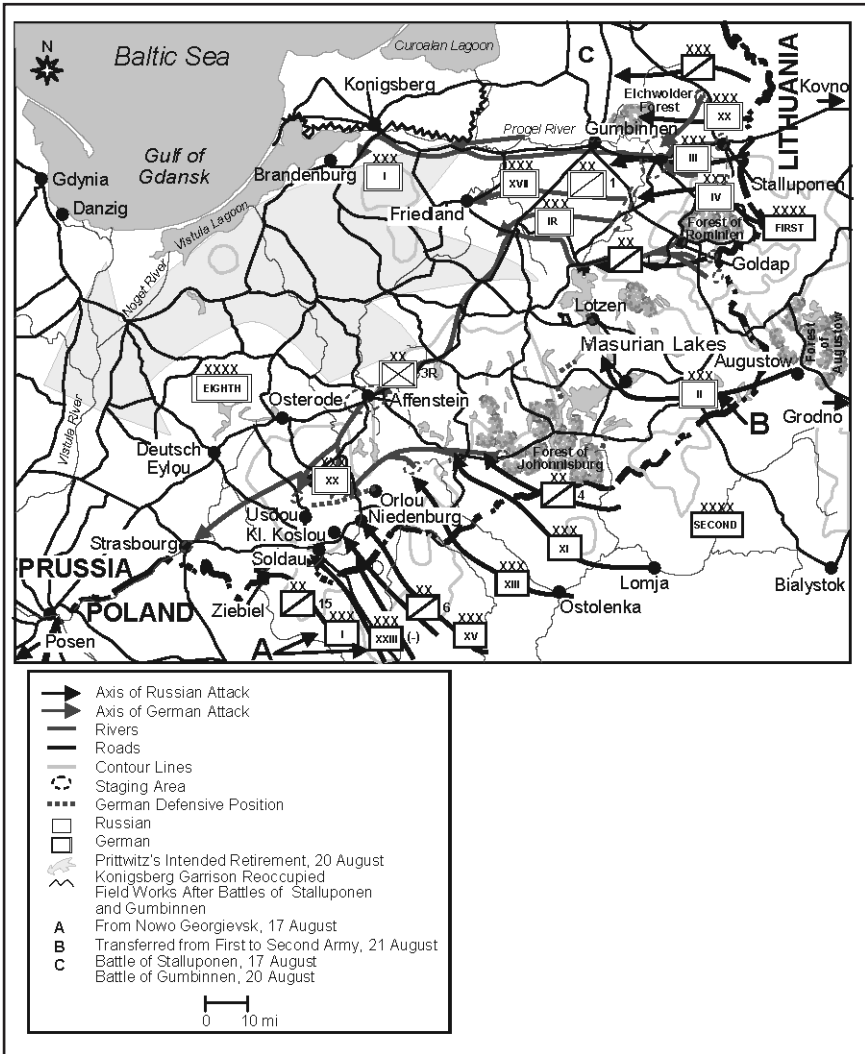 N
Baltic Sea
Curoalan Lagoon
C
XXX
LITHUANIA
Kovno
Konigsberg
Elchwolder
Forest
XXX
XX
Progel River
Gumbinnen
Gulf of
Gdansk
XXX
I
XXX
III
Stalluponen
Gdynia
Brandenburg
XXX
XVII
XX
1
XXX
IV
Danzig
Friedland
XXX
IR
Forest of
Rominien
XXXX
FIRST
Vistula Lagoon
XX
Goldap
Nogot River
Lotzen
Masurian Lakes
Augustow
Forest
of
Augustow
XXXX
EIGHTH
XX
3R
Affenstein
XXX
II
B
Grodno
Osterode
Vistula River
Deutsch
Eylou
Forest of
Johonnisburg
XXX
XX
XX
4
Orlou
Usdou
Niedenburg
XXXX
SECOND
Kl. Koslou
Strasbourg
Soldau
XXX
XI
PRUSSIA
POLAND
XX
15
XX
6
XXX
XIII
Lomja
Bialystok
Ziebiel
Ostolenka
XXX
I
XXX
XXIII
(-)
XXX
XV
Posen
A
Axis of Russian Attack
Axis of German Attack
Rivers
Roads
Contour Lines
Staging Area
German Defensive Position
Russian
German
Prittwitz's Intended Retirement, 20 August
Konigsberg Garrison Reoccupied
Field Works After Battles of Stalluponen
and Gumbinnen
A From Nowo Georgievsk, 17 August
B Transferred from First to Second Army, 21 August
C Battle of Stalluponen, 17 August
Battle of Gumbinnen, 20 August
0 10 mi